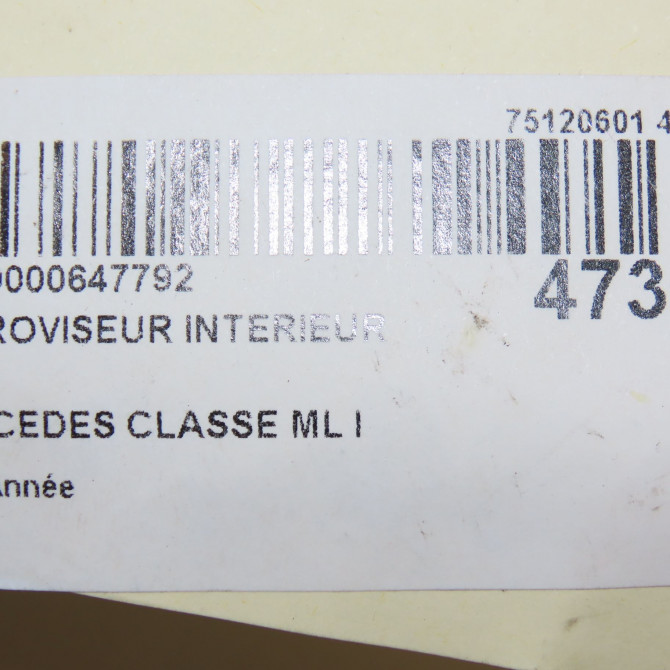 75120601 4
0000647792
473
ROVISEUR INTERIEUR
CEDES CLASSE ML I
Année